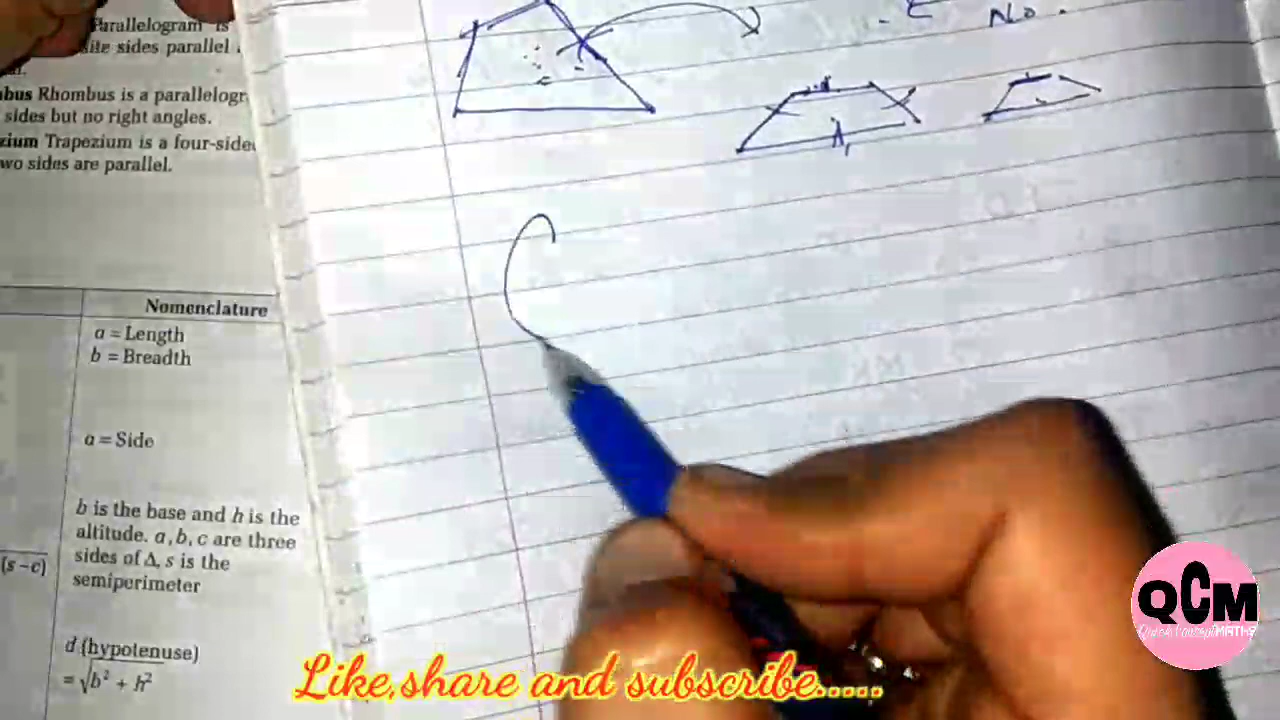 Parallelogram is
site sides parallel
bus Rhombus is a parallelogr
sides but no right angles.
zium Trapezium is a four-side
wo sides are parallel.
No.
A,
Nomenclature
a = Length
b = Breadth
a = Side
b is the base and h is the
altitude. a, b, c are three
sides of Δ, s is the
semiperimeter
(s-c)
d (hypotenuse)
= √b² + h²
QCM
Like,share and subscribe.....